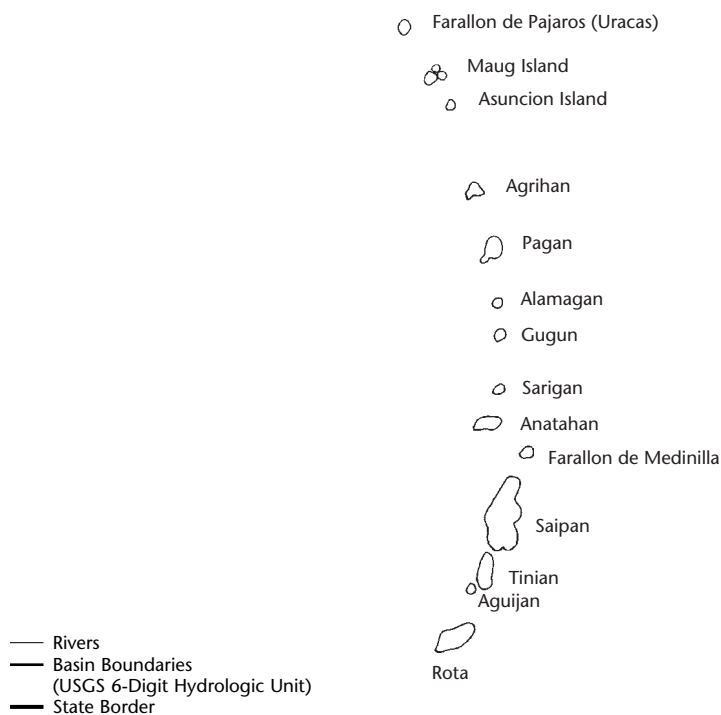 Farallon de Pajaros (Uracas)
Maug Island
Asuncion Island
Agrihan
Pagan
Alamagan
Gugun
Sarigan
Anatahan
Farallon de Medinilla
Saipan
Tinian
Aguijan
Rota
Rivers
Basin Boundaries
(USGS 6-Digit Hydrologic Unit)
State Border